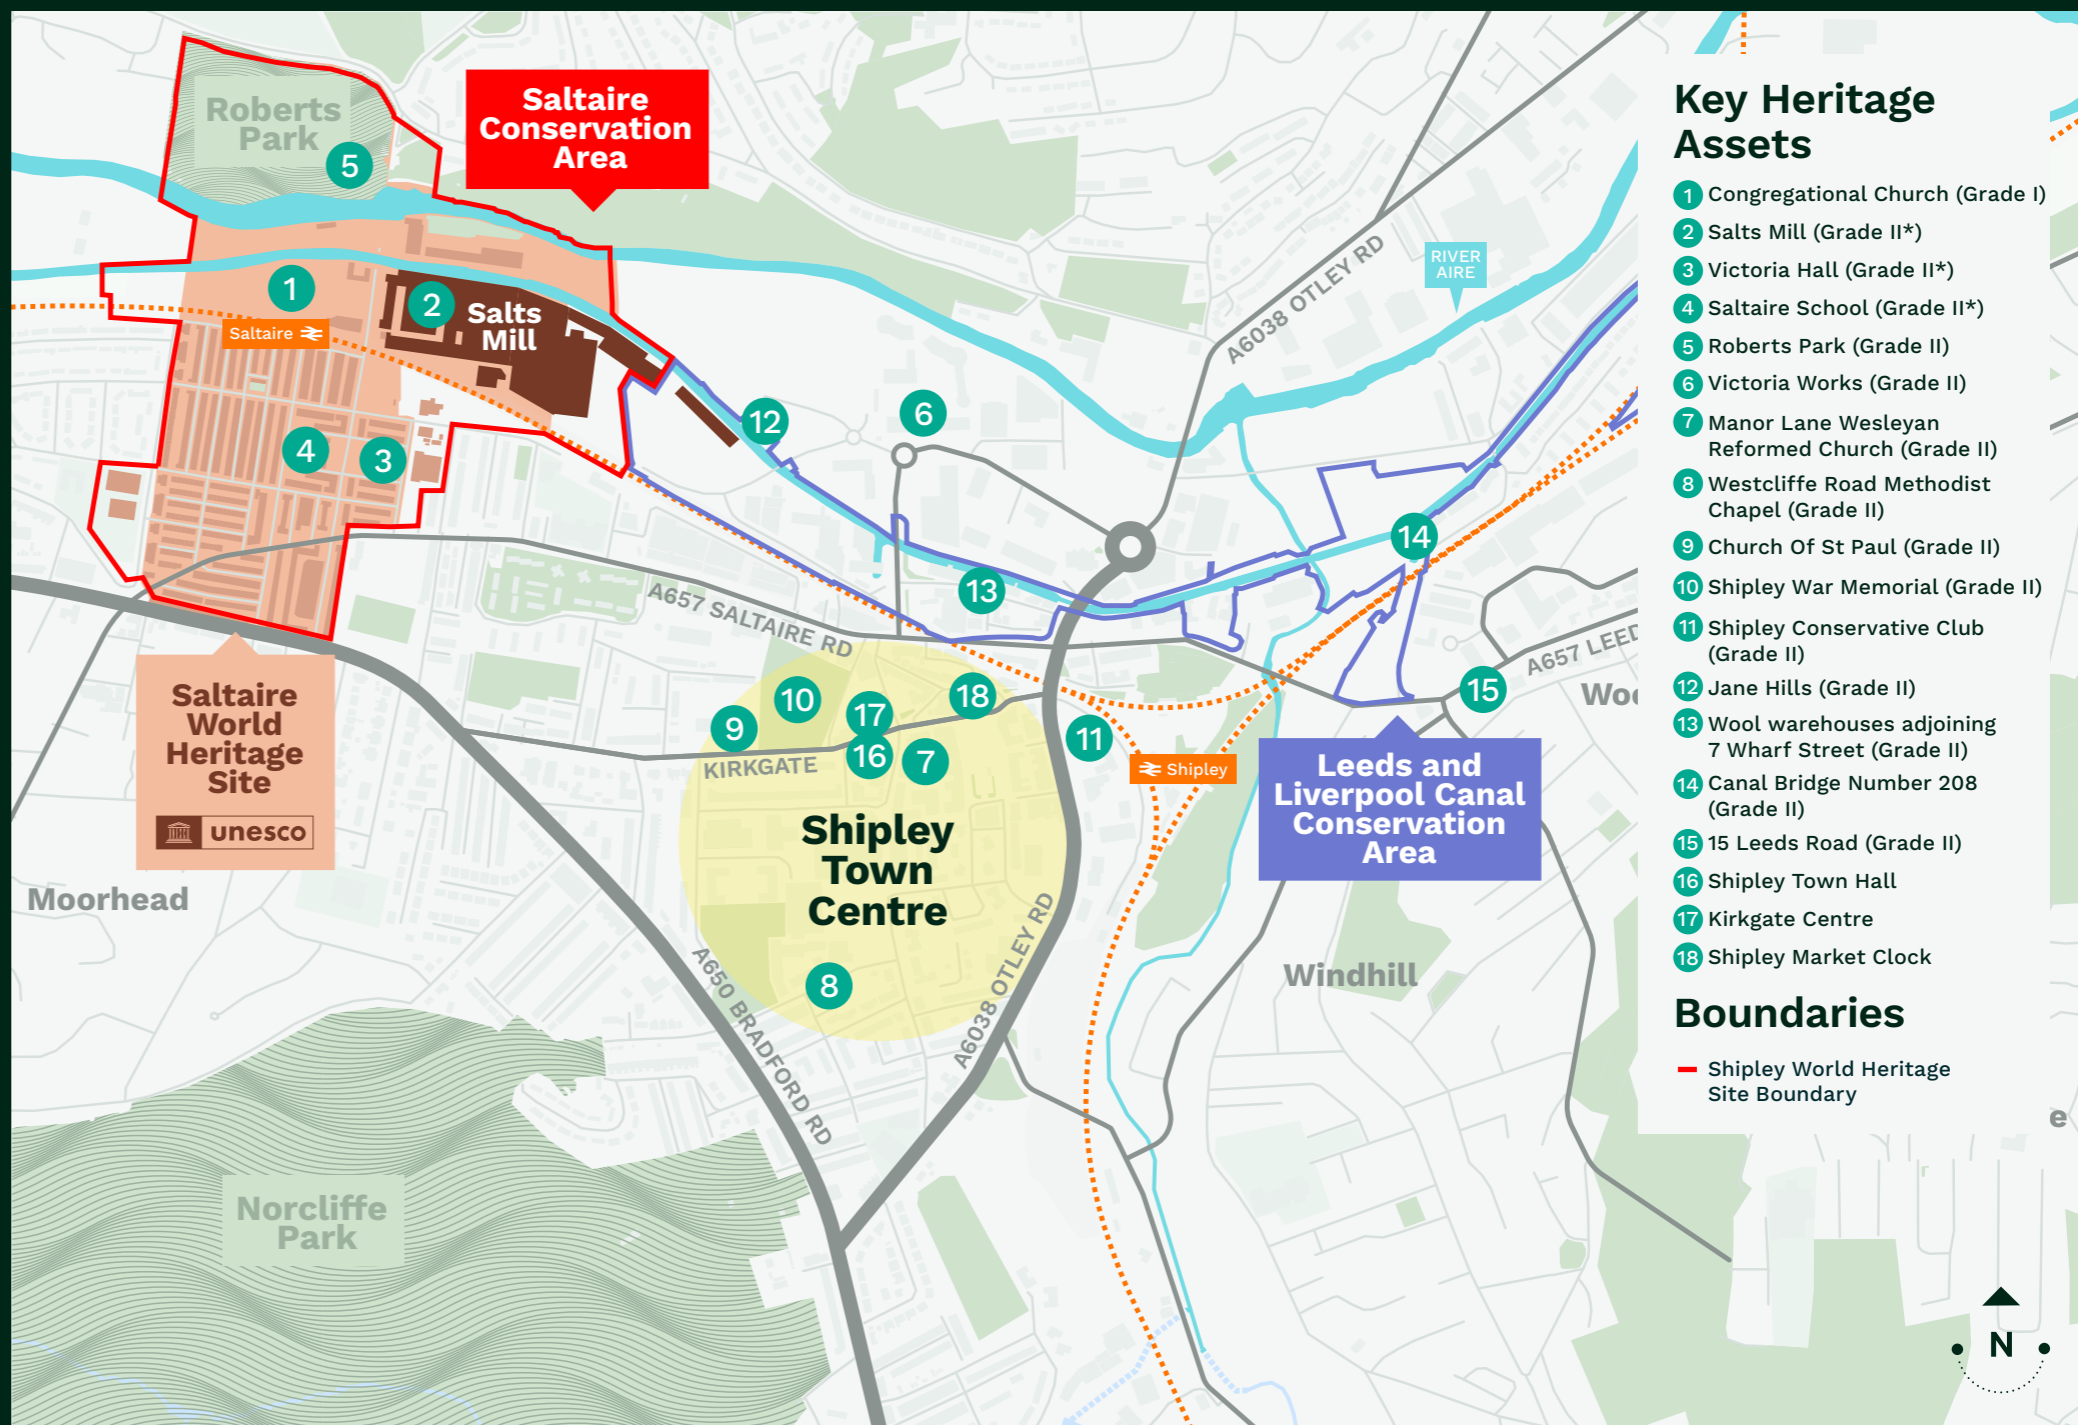 Roberts
Park
5
Saltaire
Conservation
Area
1
2
Salts
Mill
Saltaire
4
3
12
6
A6038 OTLEY RD
RIVER
AIRE
13
14
A657 SALTAIRE RD
A657 LEED
15
Woo
Saltaire
World
Heritage
Site
unesco
10
9
17
18
16
7
11
KIRKGATE
Shipley
Shipley
Town
Centre
8
Leeds and
Liverpool Canal
Conservation
Area
Moorhead
A650 BRADFORD RD
A6038 OTLEY RD
Windhill
Norcliffe
Park
Key Heritage
Assets
1 Congregational Church (Grade I)
2 Salts Mill (Grade II*)
3 Victoria Hall (Grade II*)
4 Saltaire School (Grade II*)
5 Roberts Park (Grade II)
6 Victoria Works (Grade II)
7 Manor Lane Wesleyan
Reformed Church (Grade II)
8 Westcliffe Road Methodist
Chapel (Grade II)
9 Church Of St Paul (Grade II)
10 Shipley War Memorial (Grade II)
11 Shipley Conservative Club
(Grade II)
12 Jane Hills (Grade II)
13 Wool warehouses adjoining
7 Wharf Street (Grade II)
14 Canal Bridge Number 208
(Grade II)
15 15 Leeds Road (Grade II)
16 Shipley Town Hall
17 Kirkgate Centre
18 Shipley Market Clock
Boundaries
Shipley World Heritage
Site Boundary
e
N